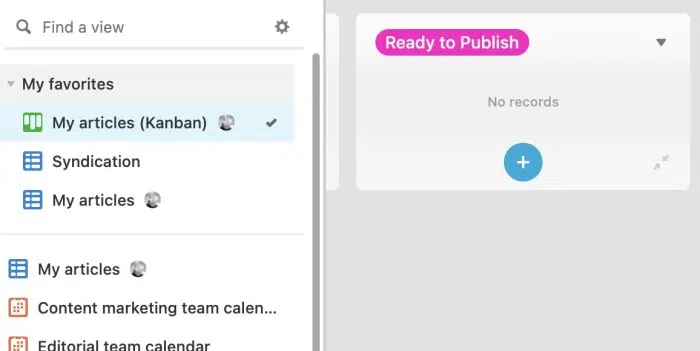 Find a view
My favorites
My articles (Kanban)
Syndication
My articles
My articles
Content marketing team calen...
Editorial team calendar
Ready to Publish
No records